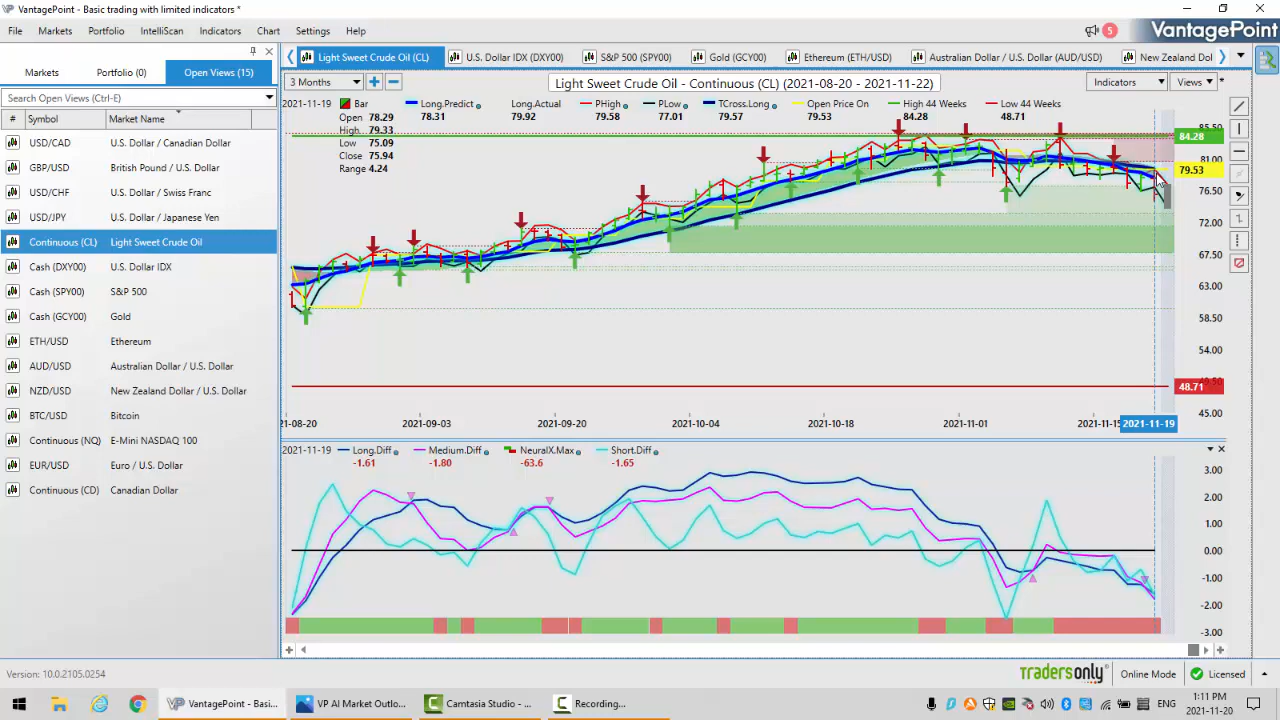 VantagePoint - Basic trading with limited indicators *
File Markets Portfolio IntelliScan Indicators Chart Settings Help
5 VantagePoint
Markets Portfolio (0) Open Views (15)
Search Open Views (Ctrl-E)
# Symbol Market Name
USD/CAD U.S. Dollar / Canadian Dollar
GBP/USD British Pound / U.S. Dollar
USD/CHF U.S. Dollar / Swiss Franc
USD/JPY U.S. Dollar / Japanese Yen
Continuous (CL) Light Sweet Crude Oil
Cash (DXY00) U.S. Dollar IDX
Cash (SPY00) S&P 500
Cash (GCY00) Gold
ETH/USD Ethereum
AUD/USD Australian Dollar / U.S. Dollar
NZD/USD New Zealand Dollar / U.S. Dollar
BTC/USD Bitcoin
Continuous (NQ) E-Mini NASDAQ 100
EUR/USD Euro / U.S. Dollar
Continuous (CD) Canadian Dollar
Light Sweet Crude Oil (CL) U.S. Dollar IDX (DXY00) S&P 500 (SPY00) Gold (GCY00) Ethereum (ETH/USD) Australian Dollar / U.S. Dollar (AUD/USD) New Zealand Dol
3 Months Light Sweet Crude Oil - Continuous (CL) (2021-08-20 - 2021-11-22) Indicators Views
2021-11-19 Bar Long.Predict Long.Actual PHigh PLow TCross.Long Open Price On High 44 Weeks Low 44 Weeks
Open 78.29 78.31 79.92 79.58 77.01 79.57 79.53 84.28 48.71
High 79.33
Low 75.09
Close 75.94
Range 4.24
85.50
84.28
81.00
79.53
76.50
72.00
67.50
63.00
58.50
54.00
49.50
48.71
45.00
21-08-20 2021-09-03 2021-09-20 2021-10-04 2021-10-18 2021-11-01 2021-11-15 2021-11-19
2021-11-19 Long.Diff Medium.Diff NeuralX.Max Short.Diff
-1.61 -1.80 -63.6 -1.65
3.00
2.00
1.00
0.00
-1.00
-2.00
-3.00
Version: 10.0.2105.0254 tradersonly Online Mode Licensed
VantagePoint - Basi... VP AI Market Outlo... Camtasia Studio - ... Recording... 1:11 PM
2021-11-20